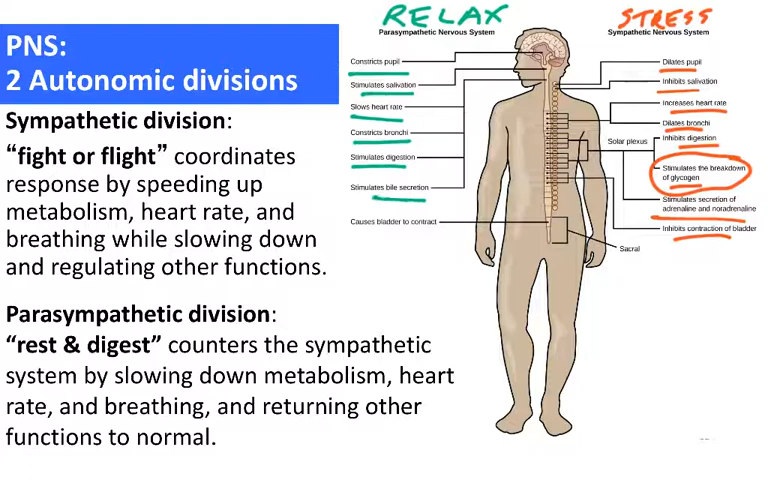 PNS:
2 Autonomic divisions
Sympathetic division:
“fight or flight” coordinates
response by speeding up
metabolism, heart rate, and
breathing while slowing down
and regulating other functions.
Parasympathetic division:
“rest & digest” counters the sympathetic
system by slowing down metabolism, heart
rate, and breathing, and returning other
functions to normal.
RELAX
Parasympathetic Nervous System
Constricts pupil
Stimulates salivation
Slows heart rate
Constricts bronchi
Stimulates digestion
Stimulates bile secretion
Causes bladder to contract
STRESS
Sympathetic Nervous System
Dilates pupil
Inhibits salivation
Increases heart rate
Dilates bronchi
Solar plexus
Inhibits digestion
Stimulates the breakdown
of glycogen
Stimulates secretion of
adrenaline and noradrenaline
Inhibits contraction of bladder
Sacral